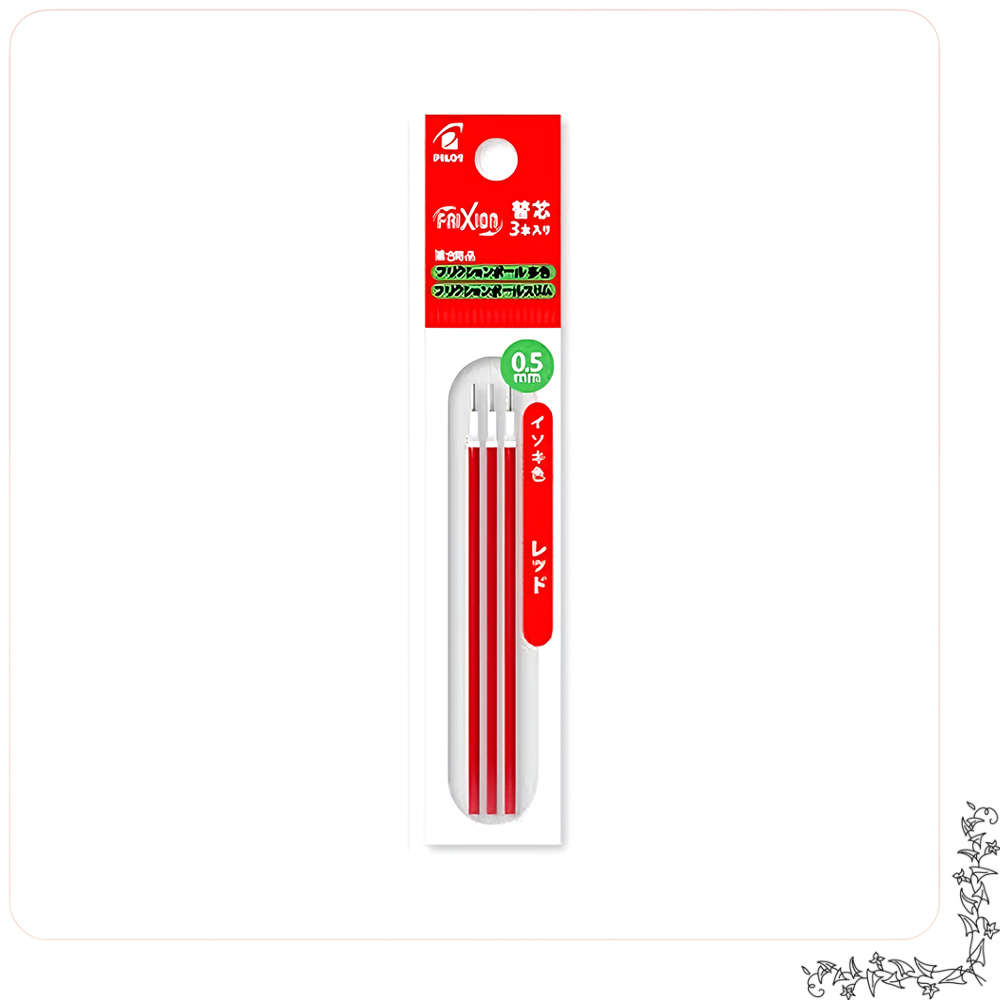 PILOT
FRIXION
替芯
3本入り
適合商品
フリクションボール多色
フリクションボールスリム
0.5
mm
インキ色
レッド